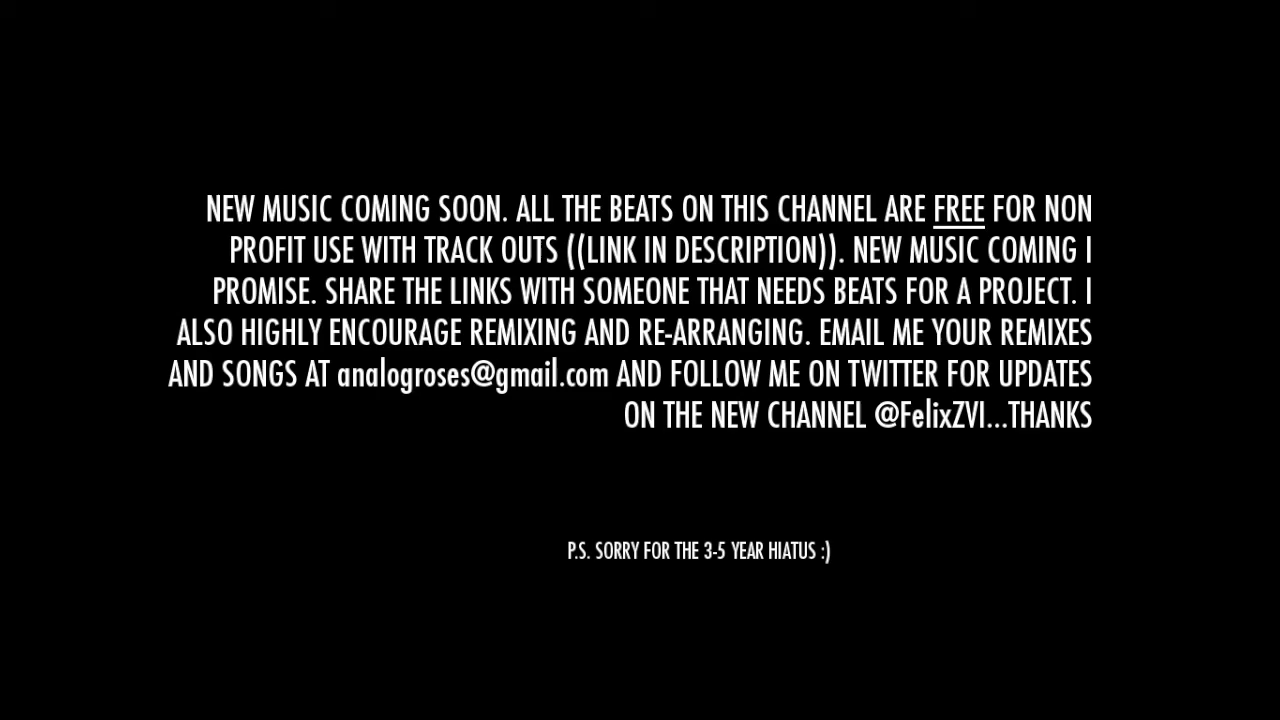 NEW MUSIC COMING SOON. ALL THE BEATS ON THIS CHANNEL ARE FREE FOR NON
PROFIT USE WITH TRACK OUTS ((LINK IN DESCRIPTION)). NEW MUSIC COMING I
PROMISE. SHARE THE LINKS WITH SOMEONE THAT NEEDS BEATS FOR A PROJECT. I
ALSO HIGHLY ENCOURAGE REMIXING AND RE-ARRANGING. EMAIL ME YOUR REMIXES
AND SONGS AT analogroses@gmail.com AND FOLLOW ME ON TWITTER FOR UPDATES
ON THE NEW CHANNEL @FelixZVI...THANKS
P.S. SORRY FOR THE 3-5 YEAR HIATUS :)